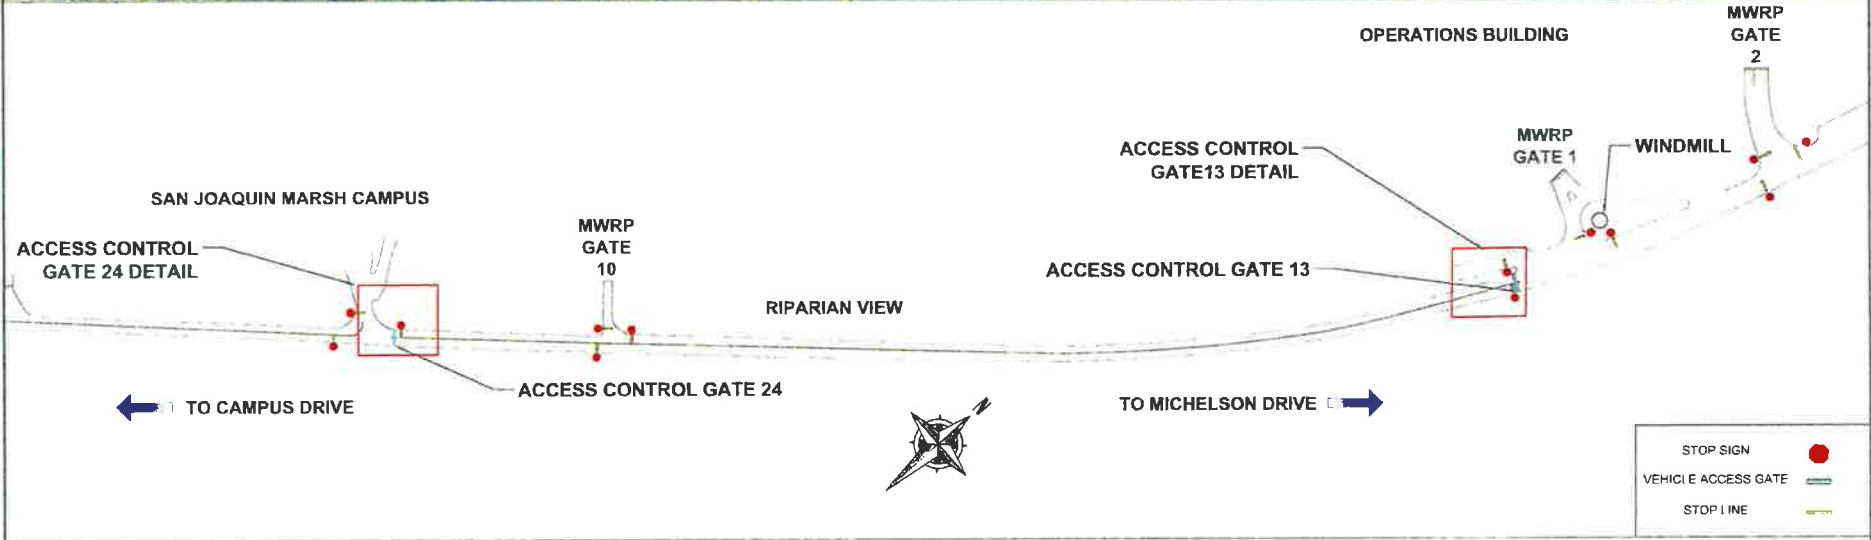 MWRP
GATE
2
OPERATIONS BUILDING
ACCESS CONTROL
GATE13 DETAIL
MWRP
GATE 1
WINDMILL
SAN JOAQUIN MARSH CAMPUS
ACCESS CONTROL
GATE 24 DETAIL
MWRP
GATE
10
ACCESS CONTROL GATE 13
RIPARIAN VIEW
ACCESS CONTROL GATE 24
TO CAMPUS DRIVE
TO MICHELSON DRIVE
N
STOP SIGN
VEHICLE ACCESS GATE
STOP LINE